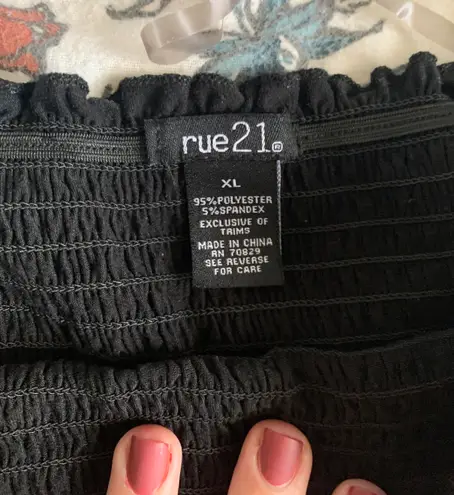 rue21®
XL
95%POLYESTER
5%SPANDEX
EXCLUSIVE OF
TRIMS
MADE IN CHINA
RN 70829
SEE REVERSE
FOR CARE